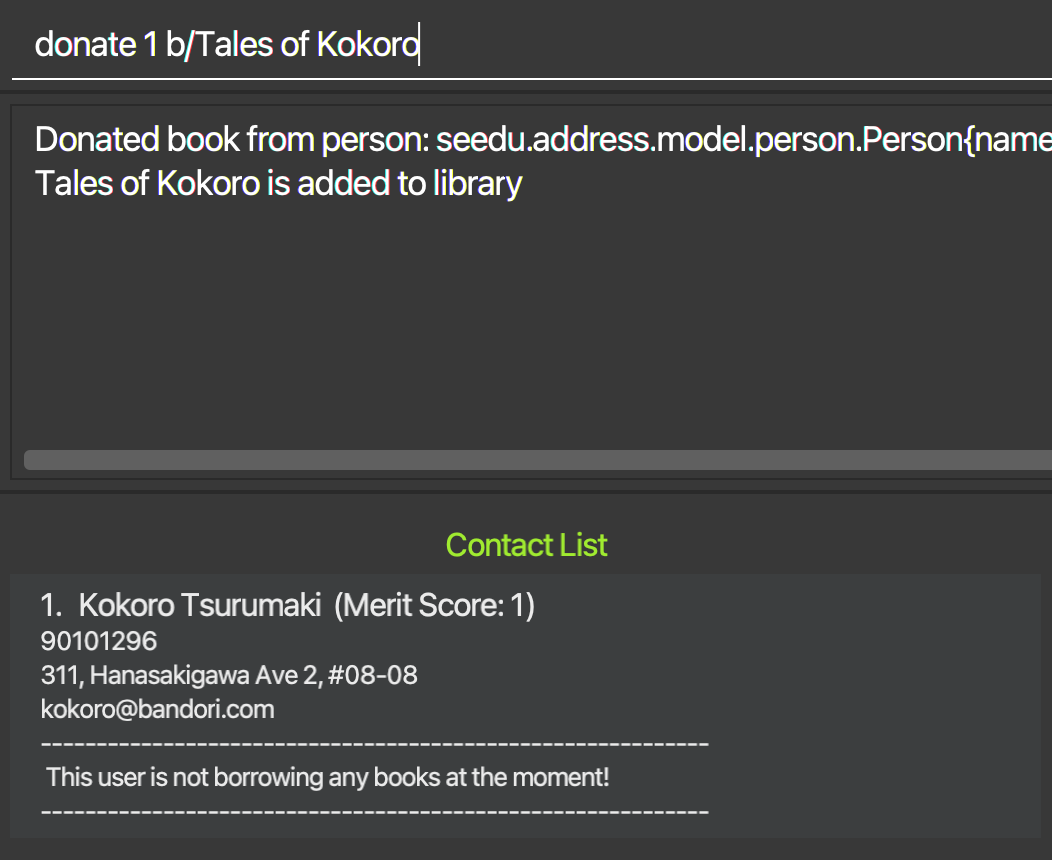 donate 1 b/Tales of Kokoro
Donated book from person: seedu.address.model.person.Person{name
Tales of Kokoro is added to library
Contact List
1. Kokoro Tsurumaki (Merit Score: 1)
90101296
311, Hanasakigawa Ave 2, #08-08
kokoro@bandori.com
------------------------------------------------------------
This user is not borrowing any books at the moment!
------------------------------------------------------------